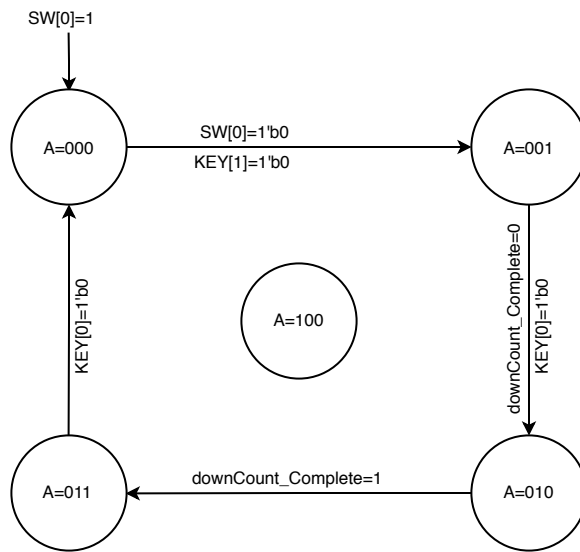 SW[0]=1
A=000
SW[0]=1'b0
KEY[1]=1'b0
A=001
downCount_Complete=0
KEY[0]=1'b0
A=100
KEY[0]=1'b0
A=011
downCount_Complete=1
A=010